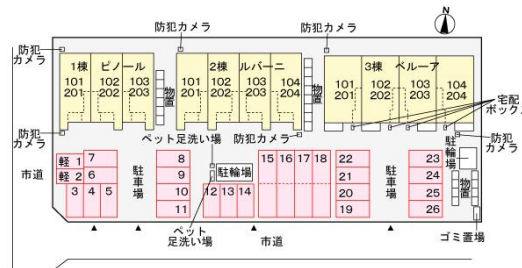 N
防犯カメラ
防犯カメラ
防犯
カメラ
1棟 ピノール
2棟 ルバーニ
3棟 ベルーア
101 102 103
201 202 203
物置
101 102 103 104
201 202 203 204
物置
101 102 103 104
201 202 203 204
宅配
ボックス
防犯
カメラ
ペット足洗い場
防犯カメラ
防犯
カメラ
市道
軽1 7
軽2 6
3 4 5
駐車場
8
9
10
11
駐輪場
12 13 14
15 16 17 18
22
21
20
19
駐車場
23
24
25
26
駐輪場
物置
ゴミ置場
ペット
足洗い場
市道